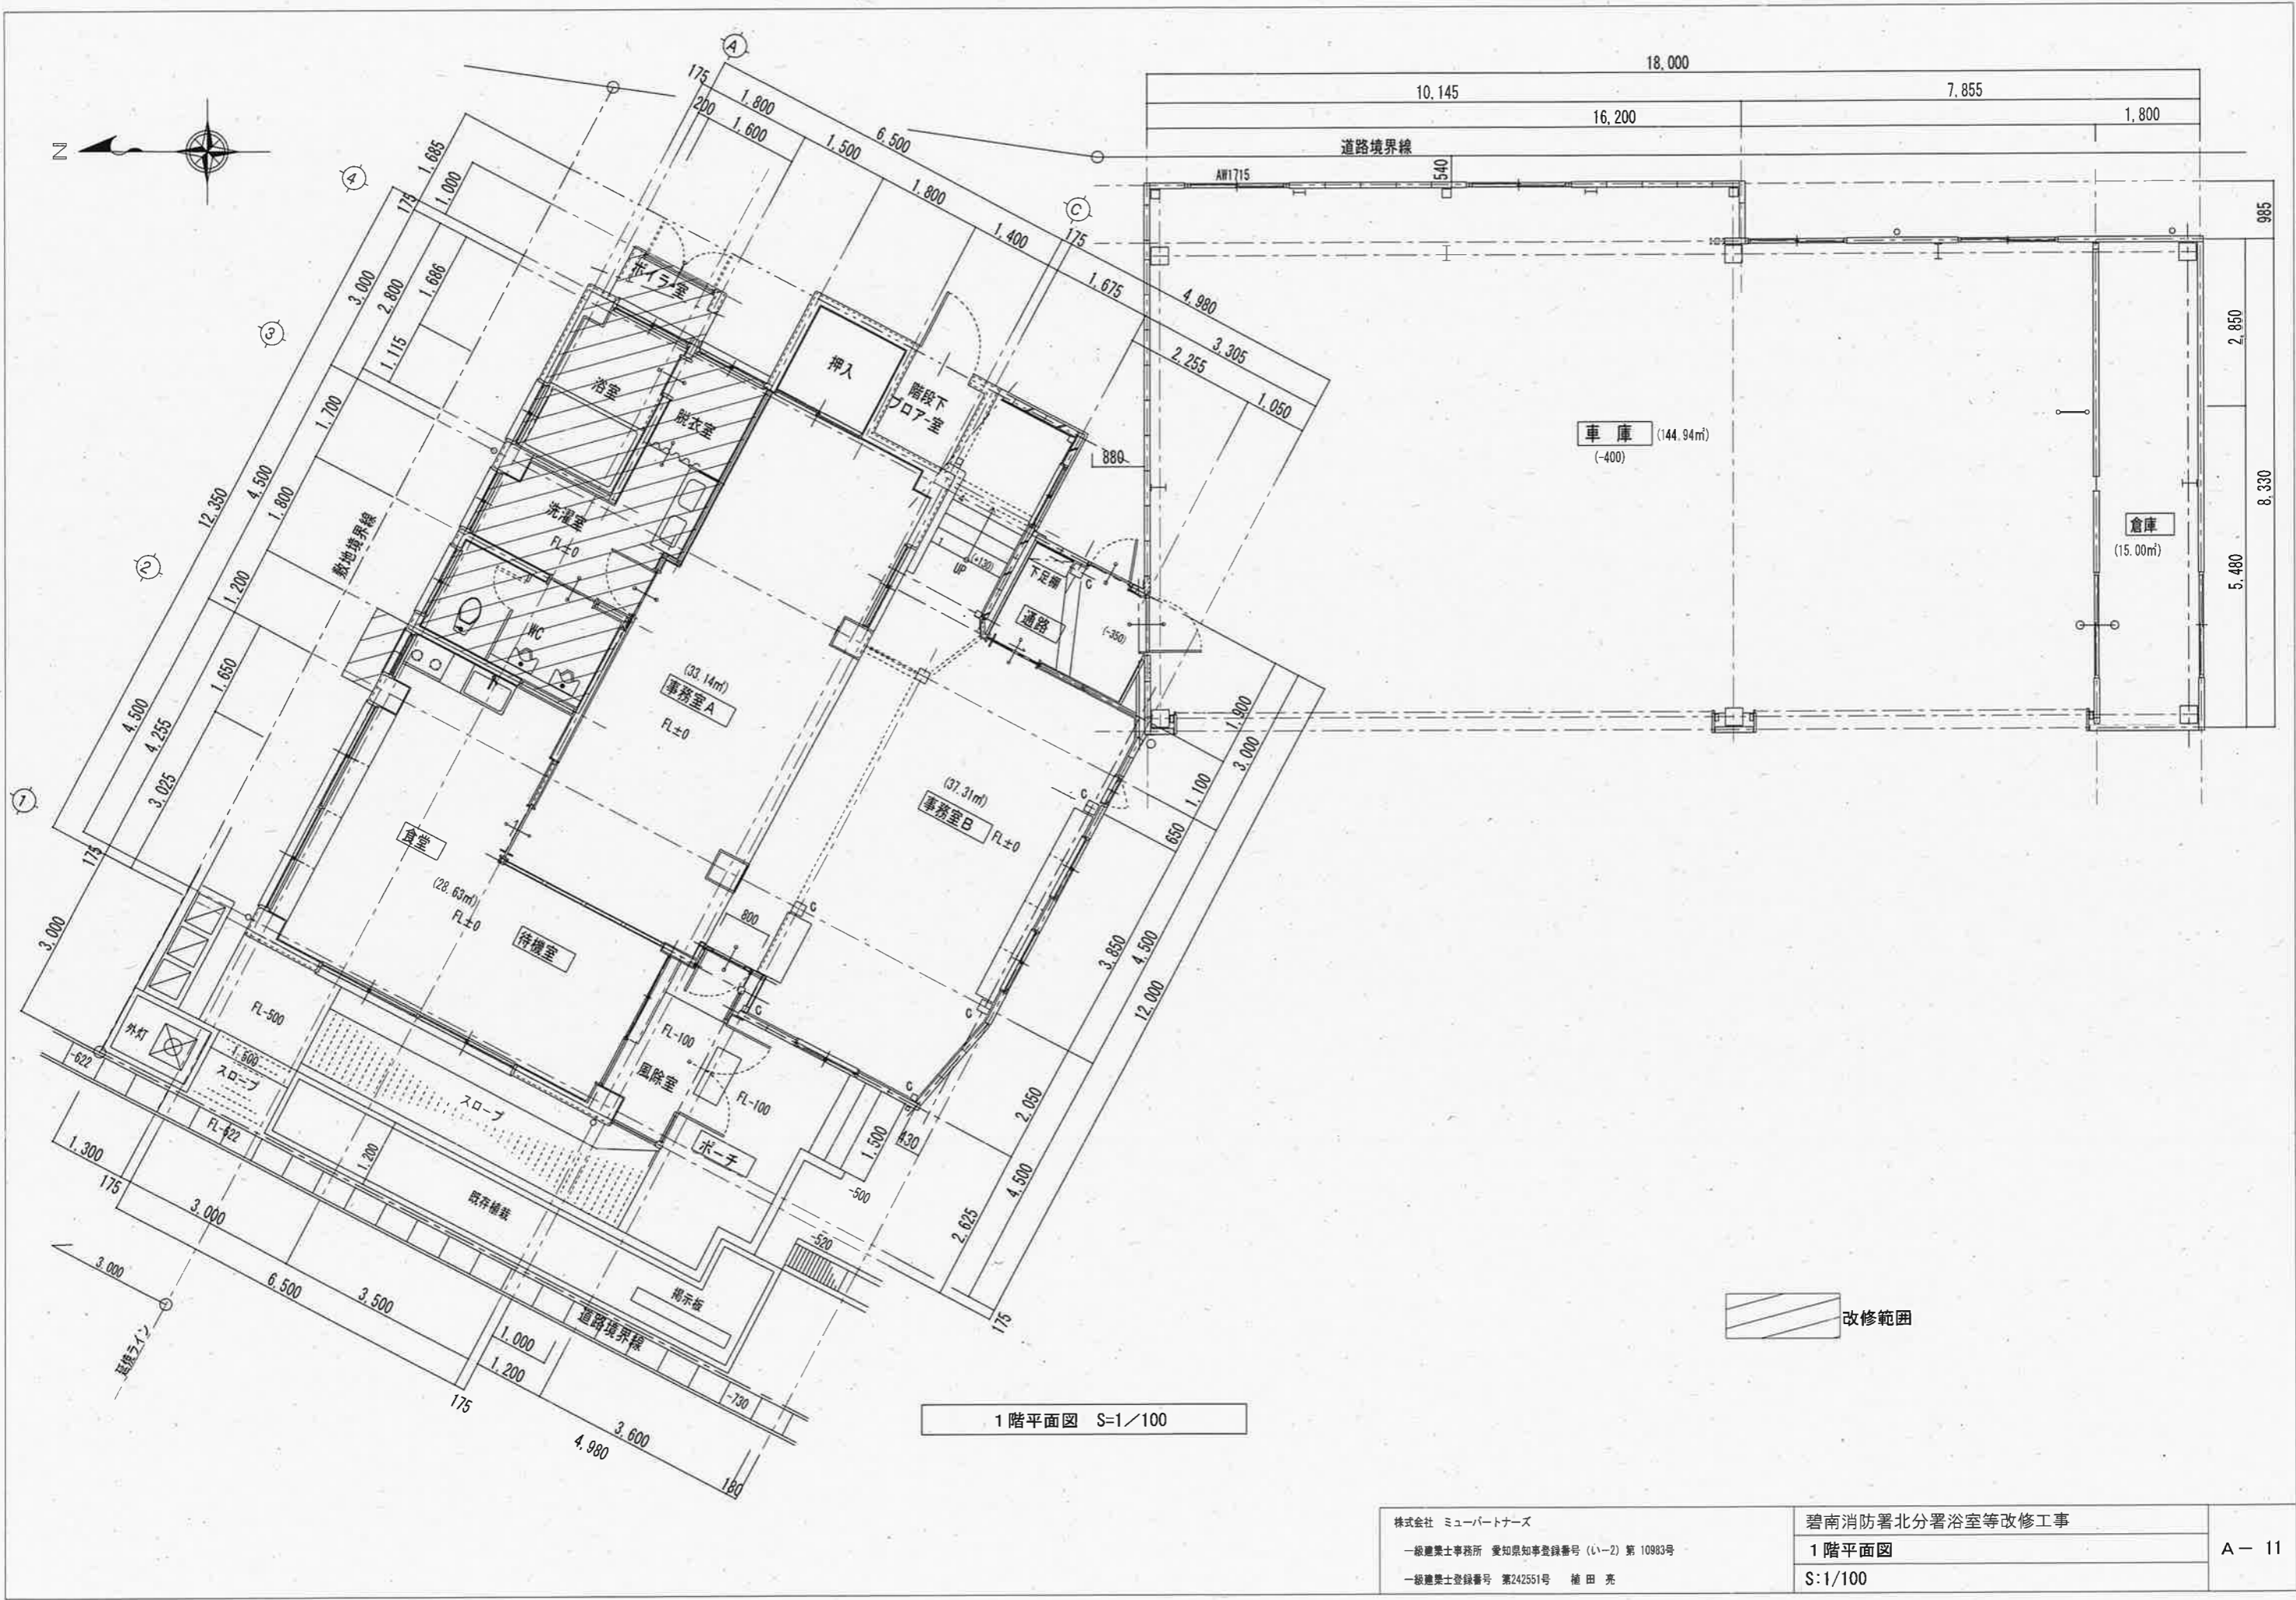 18,000
10,145
7,855
16,200
1,800
道路境界線
AW1715
540
985
2,850
8,330
5,480
車 庫
(144.94㎡)
(-400)
倉庫
(15.00㎡)
880
N
A
C
4
3
2
1
175
200
1,800
1,600
6,500
1,500
1,800
1,400
175
1,675
4,980
3,305
2,255
1,050
1,685
1,000
175
3,000
2,800
1,686
1,115
1,700
12,350
4,500
1,800
1,200
4,500
4,255
1,650
3,025
175
3,000
敷地境界線
ボイラー室
浴室
脱衣室
押入
階段下
ブロアー室
洗濯室
FL±0
WC
UP
(+130)
1
下足棚
C
通路
(-350)
(33.14㎡)
事務室A
FL±0
(37.31㎡)
事務室B
FL±0
C
C
C
C
C
食堂
(28.63㎡)
FL±0
待機室
800
FL-100
風除室
FL-100
ポーチ
FL-500
外灯
-622
1,500
スロープ
スロープ
FL-622
1,200
既存植栽
掲示板
道路境界線
-520
-500
-730
1,500
430
1,900
3,000
1,100
650
3,850
4,500
12,000
2,050
4,500
2,625
175
1,300
175
3,000
6,500
3,500
3,000
延焼ライン
1,000
1,200
175
3,600
4,980
180
改修範囲
1階平面図 S=1/100
株式会社 ミューパートナーズ
一級建築士事務所 愛知県知事登録番号 (い-2) 第 10983号
一級建築士登録番号 第242551号 植 田 亮
碧南消防署北分署浴室等改修工事
1階平面図
S:1/100
A- 11